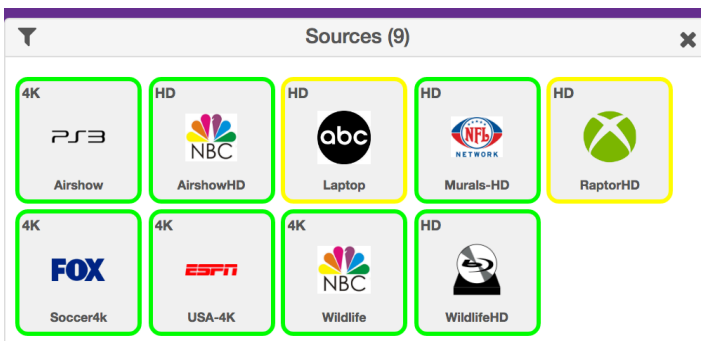 Sources (9)
4K
PS3
Airshow
HD
NBC
AirshowHD
HD
abc
Laptop
HD
NFL
NETWORK
Murals-HD
HD
RaptorHD
4K
FOX
Soccer4k
4K
ESPN
USA-4K
4K
NBC
Wildlife
HD
WildlifeHD